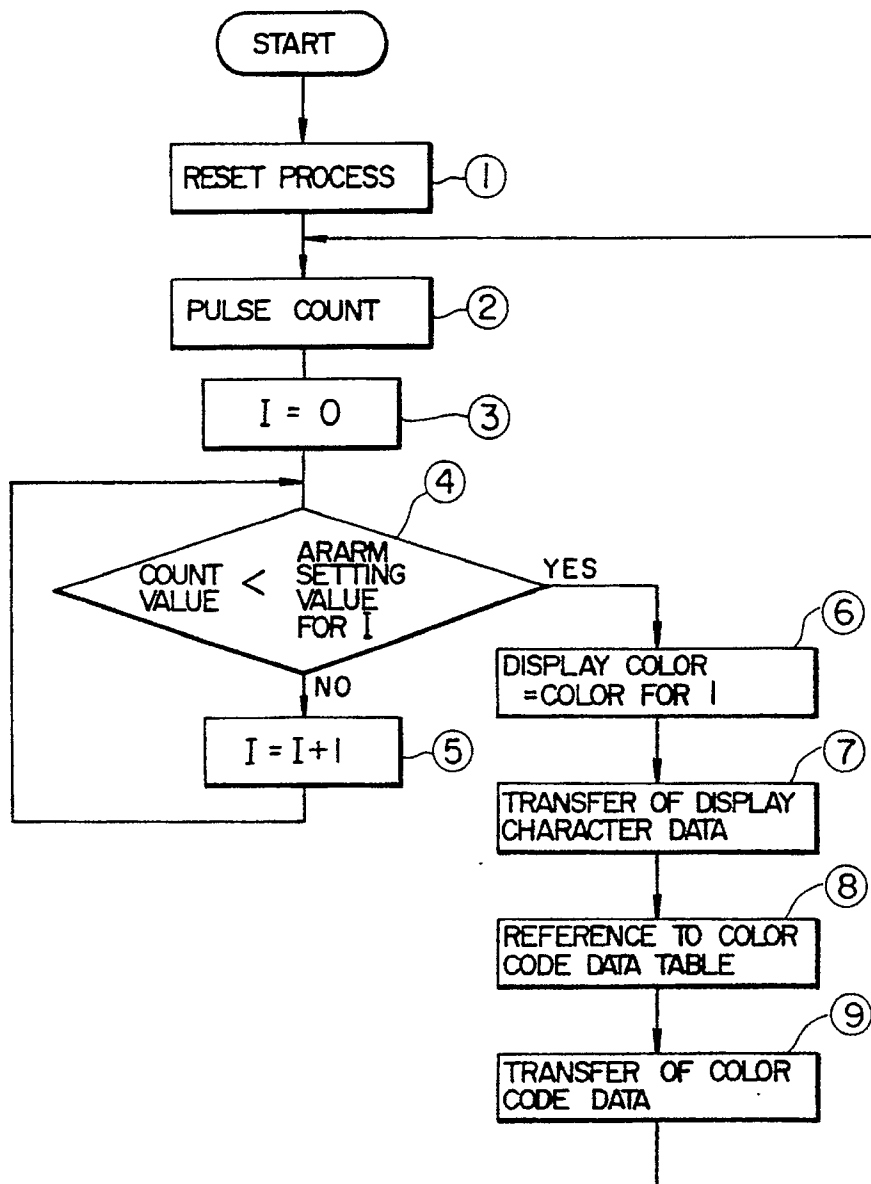 START
RESET PROCESS
①
PULSE COUNT
②
I = 0
③
④
COUNT
VALUE
<
ARARM
SETTING
VALUE
FOR I
YES
NO
I = I+1
⑤
⑥
DISPLAY COLOR
=COLOR FOR I
⑦
TRANSFER OF DISPLAY
CHARACTER DATA
⑧
REFERENCE TO COLOR
CODE DATA TABLE
⑨
TRANSFER OF COLOR
CODE DATA